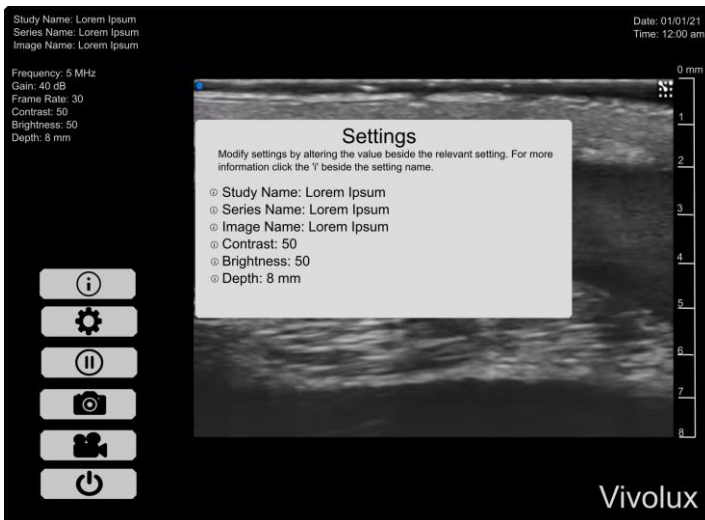 Study Name: Lorem Ipsum
Series Name: Lorem Ipsum
Image Name: Lorem Ipsum
Date: 01/01/21
Time: 12:00 am
Frequency: 5 MHz
Gain: 40 dB
Frame Rate: 30
Contrast: 50
Brightness: 50
Depth: 8 mm
0 mm
1
2
3
4
5
6
7
8
Settings
Modify settings by altering the value beside the relevant setting. For more
information click the 'i' beside the setting name.
i Study Name: Lorem Ipsum
i Series Name: Lorem Ipsum
i Image Name: Lorem Ipsum
i Contrast: 50
i Brightness: 50
i Depth: 8 mm
i
Vivolux